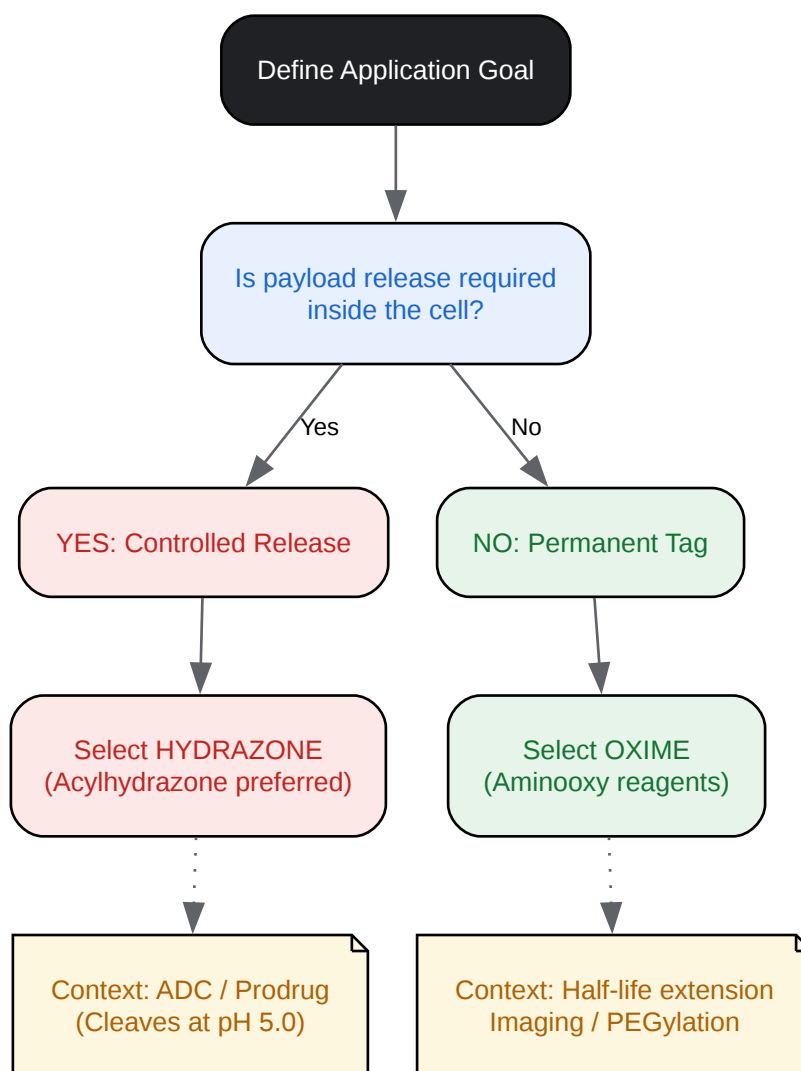 Define Application Goal
Is payload release required
inside the cell?
Yes
No
YES: Controlled Release
NO: Permanent Tag
Select HYDRAZONE
(Acylhydrazone preferred)
Select OXIME
(Aminooxy reagents)
Context: ADC / Prodrug
(Cleaves at pH 5.0)
Context: Half-life extension
Imaging / PEGylation